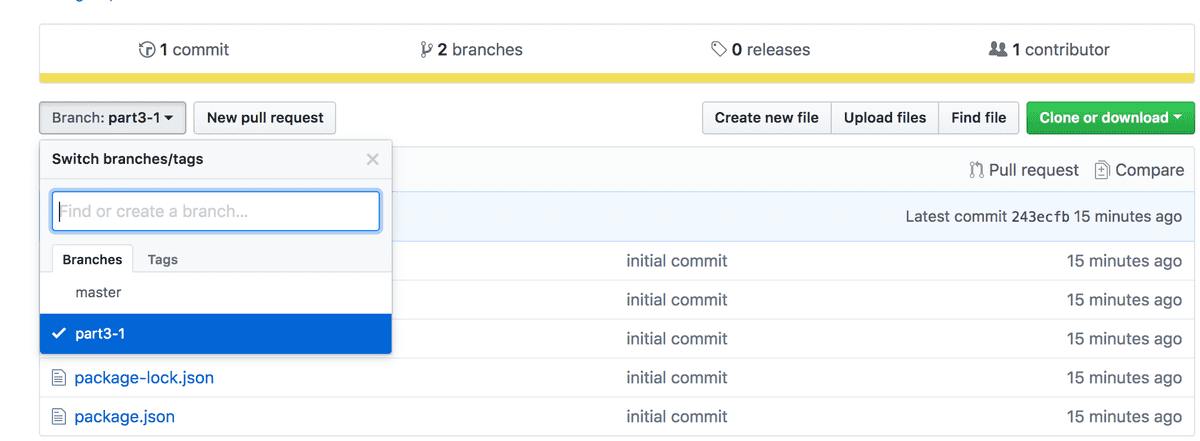 1 commit 2 branches 0 releases 1 contributor
Branch: part3-1 New pull request Create new file Upload files Find file Clone or download
Switch branches/tags
Pull request Compare
Find or create a branch...
Latest commit 243ecfb 15 minutes ago
Branches Tags
initial commit 15 minutes ago
master
initial commit 15 minutes ago
part3-1
initial commit 15 minutes ago
package-lock.json initial commit 15 minutes ago
package.json initial commit 15 minutes ago